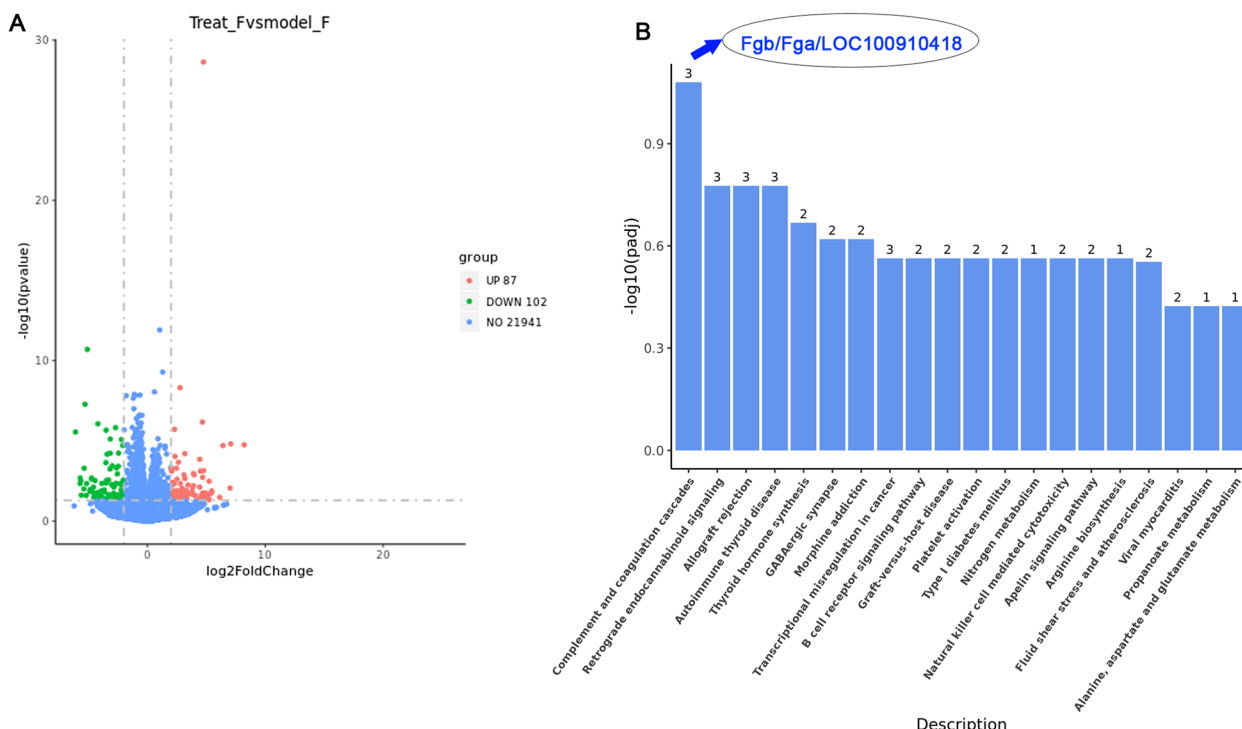 A
Treat_Fvsmodel_F
30
20
10
0
-log10(pvalue)
0
10
20
log2FoldChange
group
UP 87
DOWN 102
NO 21941
B
Fgb/Fga/LOC100910418
3
3
3
3
2
2
2
3
2
2
2
2
1
2
2
1
2
2
1
1
0.9
0.6
0.3
0.0
-log10(padj)
Complement and coagulation cascades
Retrograde endocannabinoid signaling
Allograft rejection
Autoimmune thyroid disease
Thyroid hormone synthesis
GABAergic synapse
Morphine addiction
Transcriptional misregulation in cancer
B cell receptor signaling pathway
Graft-versus-host disease
Platelet activation
Type I diabetes mellitus
Nitrogen metabolism
Natural killer cell mediated cytotoxicity
Apelin signaling pathway
Arginine biosynthesis
Fluid shear stress and atherosclerosis
Viral myocarditis
Propanoate metabolism
Alanine, aspartate and glutamate metabolism
Description